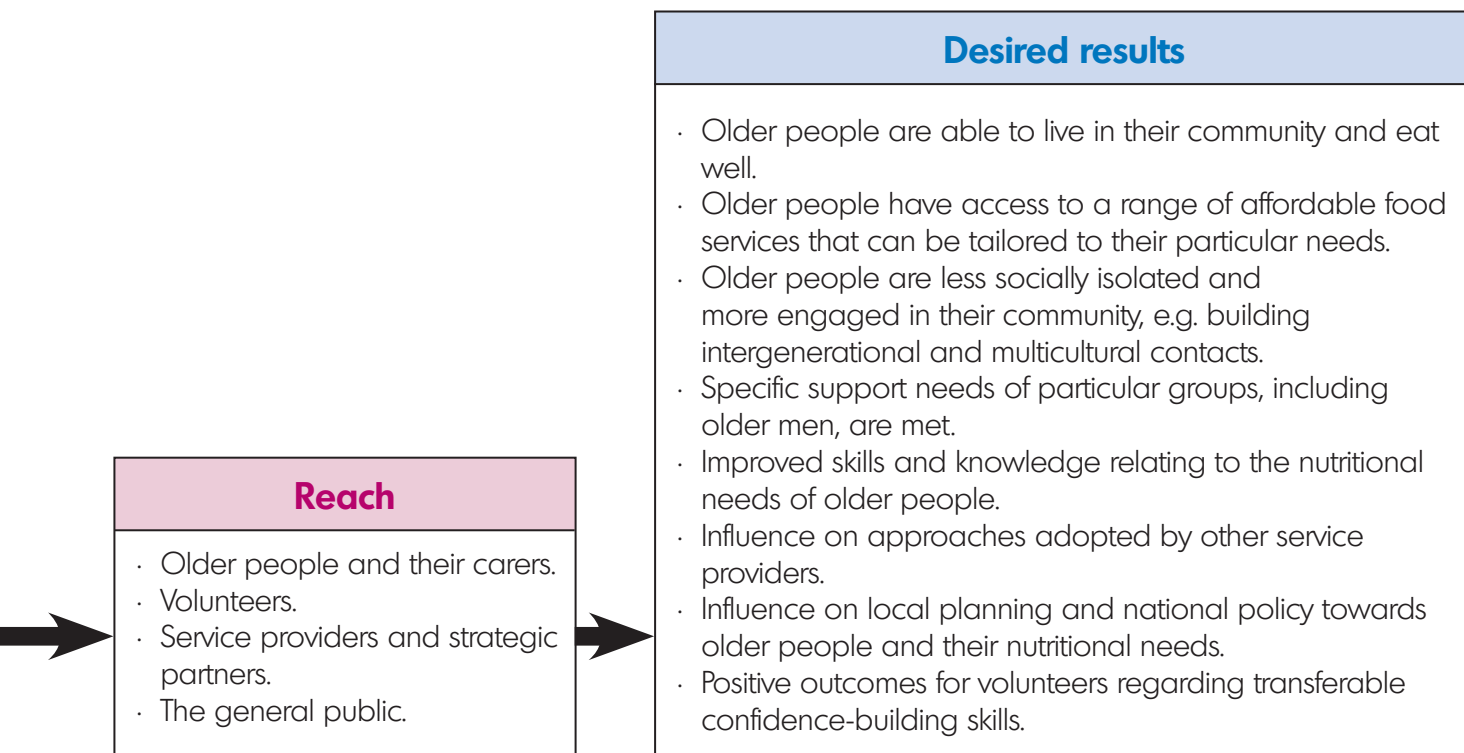 Reach
· Older people and their carers.
· Volunteers.
· Service providers and strategic
partners.
· The general public.
Desired results
· Older people are able to live in their community and eat
well.
· Older people have access to a range of affordable food
services that can be tailored to their particular needs.
· Older people are less socially isolated and
more engaged in their community, e.g. building
intergenerational and multicultural contacts.
· Specific support needs of particular groups, including
older men, are met.
· Improved skills and knowledge relating to the nutritional
needs of older people.
· Influence on approaches adopted by other service
providers.
· Influence on local planning and national policy towards
older people and their nutritional needs.
· Positive outcomes for volunteers regarding transferable
confidence-building skills.